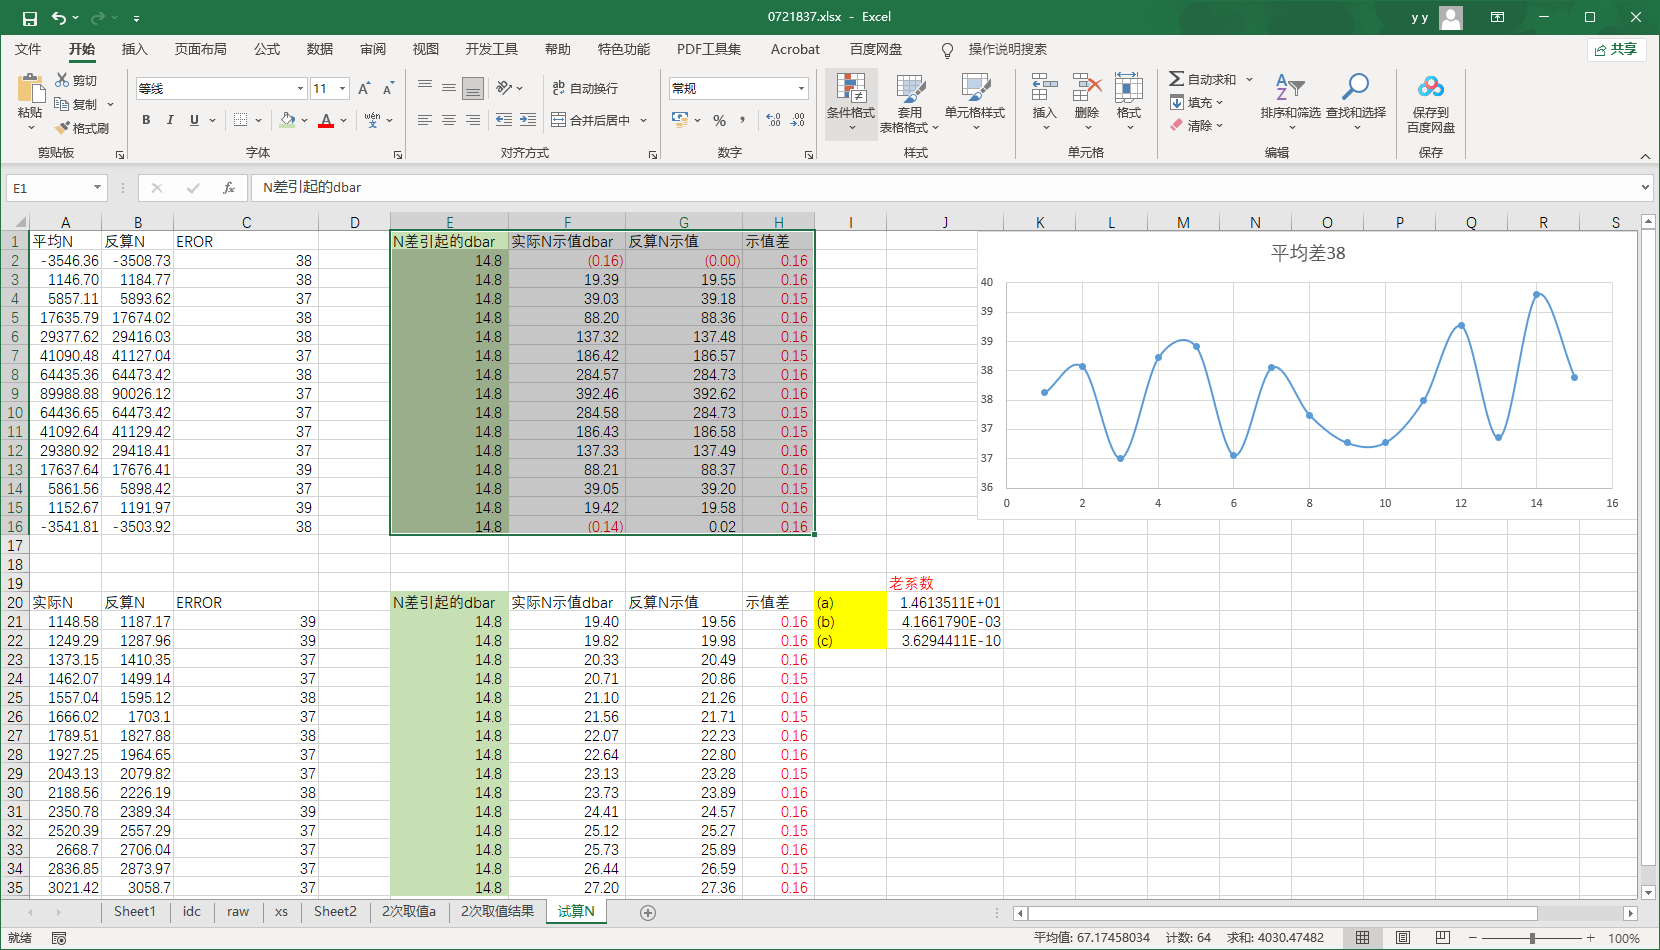 0721837.xlsx - Excel
y y
文件 开始 插入 页面布局 公式 数据 审阅 视图 开发工具 帮助 特色功能 PDF工具集 Acrobat 百度网盘 操作说明搜索 共享
粘贴 剪切 复制 格式刷 剪贴板
等线 11 A A B I U A wén 文 字体
ab 自动换行 合并后居中 对齐方式
常规 % , 数字
条件格式 套用 表格格式 单元格样式 样式
插入 删除 格式 单元格
自动求和 填充 清除 排序和筛选 查找和选择 编辑
保存到 百度网盘 保存
E1 fx N差引起的dbar
A B C D E F G H I J K L M N O P Q R S
1 平均N 反算N EROR N差引起的dbar 实际N示值dbar 反算N示值 示值差
2 -3546.36 -3508.73 38 14.8 (0.16) (0.00) 0.16
3 1146.70 1184.77 38 14.8 19.39 19.55 0.16
4 5857.11 5893.62 37 14.8 39.03 39.18 0.15
5 17635.79 17674.02 38 14.8 88.20 88.36 0.16
6 29377.62 29416.03 38 14.8 137.32 137.48 0.16
7 41090.48 41127.04 37 14.8 186.42 186.57 0.15
8 64435.36 64473.42 38 14.8 284.57 284.73 0.16
9 89988.88 90026.12 37 14.8 392.46 392.62 0.16
10 64436.65 64473.42 37 14.8 284.58 284.73 0.15
11 41092.64 41129.42 37 14.8 186.43 186.58 0.15
12 29380.92 29418.41 37 14.8 137.33 137.49 0.16
13 17637.64 17676.41 39 14.8 88.21 88.37 0.16
14 5861.56 5898.42 37 14.8 39.05 39.20 0.15
15 1152.67 1191.97 39 14.8 19.42 19.58 0.16
16 -3541.81 -3503.92 38 14.8 (0.14) 0.02 0.16
平均差38
40
39
39
38
38
37
37
36
0 2 4 6 8 10 12 14 16
17
18
19 老系数
20 实际N 反算N ERROR N差引起的dbar 实际N示值dbar 反算N示值 示值差 (a) 1.4613511E+01
21 1148.58 1187.17 39 14.8 19.40 19.56 0.16 (b) 4.1661790E-03
22 1249.29 1287.96 39 14.8 19.82 19.98 0.16 (c) 3.6294411E-10
23 1373.15 1410.35 37 14.8 20.33 20.49 0.16
24 1462.07 1499.14 37 14.8 20.71 20.86 0.15
25 1557.04 1595.12 38 14.8 21.10 21.26 0.16
26 1666.02 1703.1 37 14.8 21.56 21.71 0.15
27 1789.51 1827.88 38 14.8 22.07 22.23 0.16
28 1927.25 1964.65 37 14.8 22.64 22.80 0.16
29 2043.13 2079.82 37 14.8 23.13 23.28 0.15
30 2188.56 2226.19 38 14.8 23.73 23.89 0.16
31 2350.78 2389.34 39 14.8 24.41 24.57 0.16
32 2520.39 2557.29 37 14.8 25.12 25.27 0.15
33 2668.7 2706.04 37 14.8 25.73 25.89 0.16
34 2836.85 2873.97 37 14.8 26.44 26.59 0.15
35 3021.42 3058.7 37 14.8 27.20 27.36 0.16
Sheet1 idc raw xs Sheet2 2次取值a 2次取值结果 试算N
就绪 平均值: 67.17458034 计数: 64 求和: 4030.47482 100%